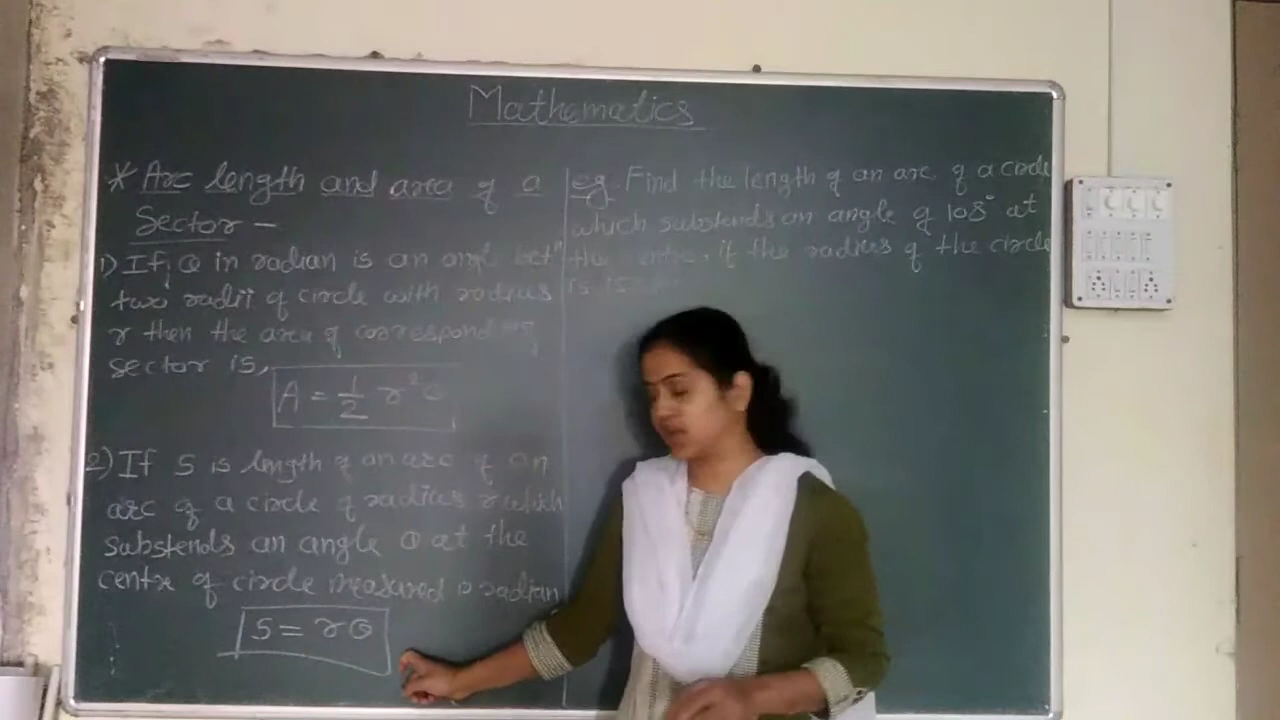 Mathematics
* Arc length and area of a
Sector -
1) If, θ in radian is an angle betⁿ
two radii of circle with radius
r then the area of corresponding
sector is,
A = 1/2 r²θ
2) If S is length of an arc of an
arc of a circle of radius r which
Substends an angle θ at the
centre of circle measured in radian
S = rθ
eg. Find the length of an arc of a circle
which substends an angle of 108° at
the centre, if the radius of the circle
is 15